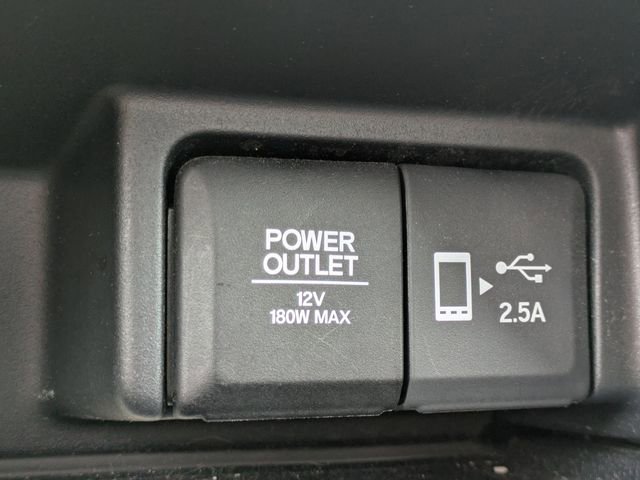 POWER
OUTLET
12V
180W MAX
2.5A